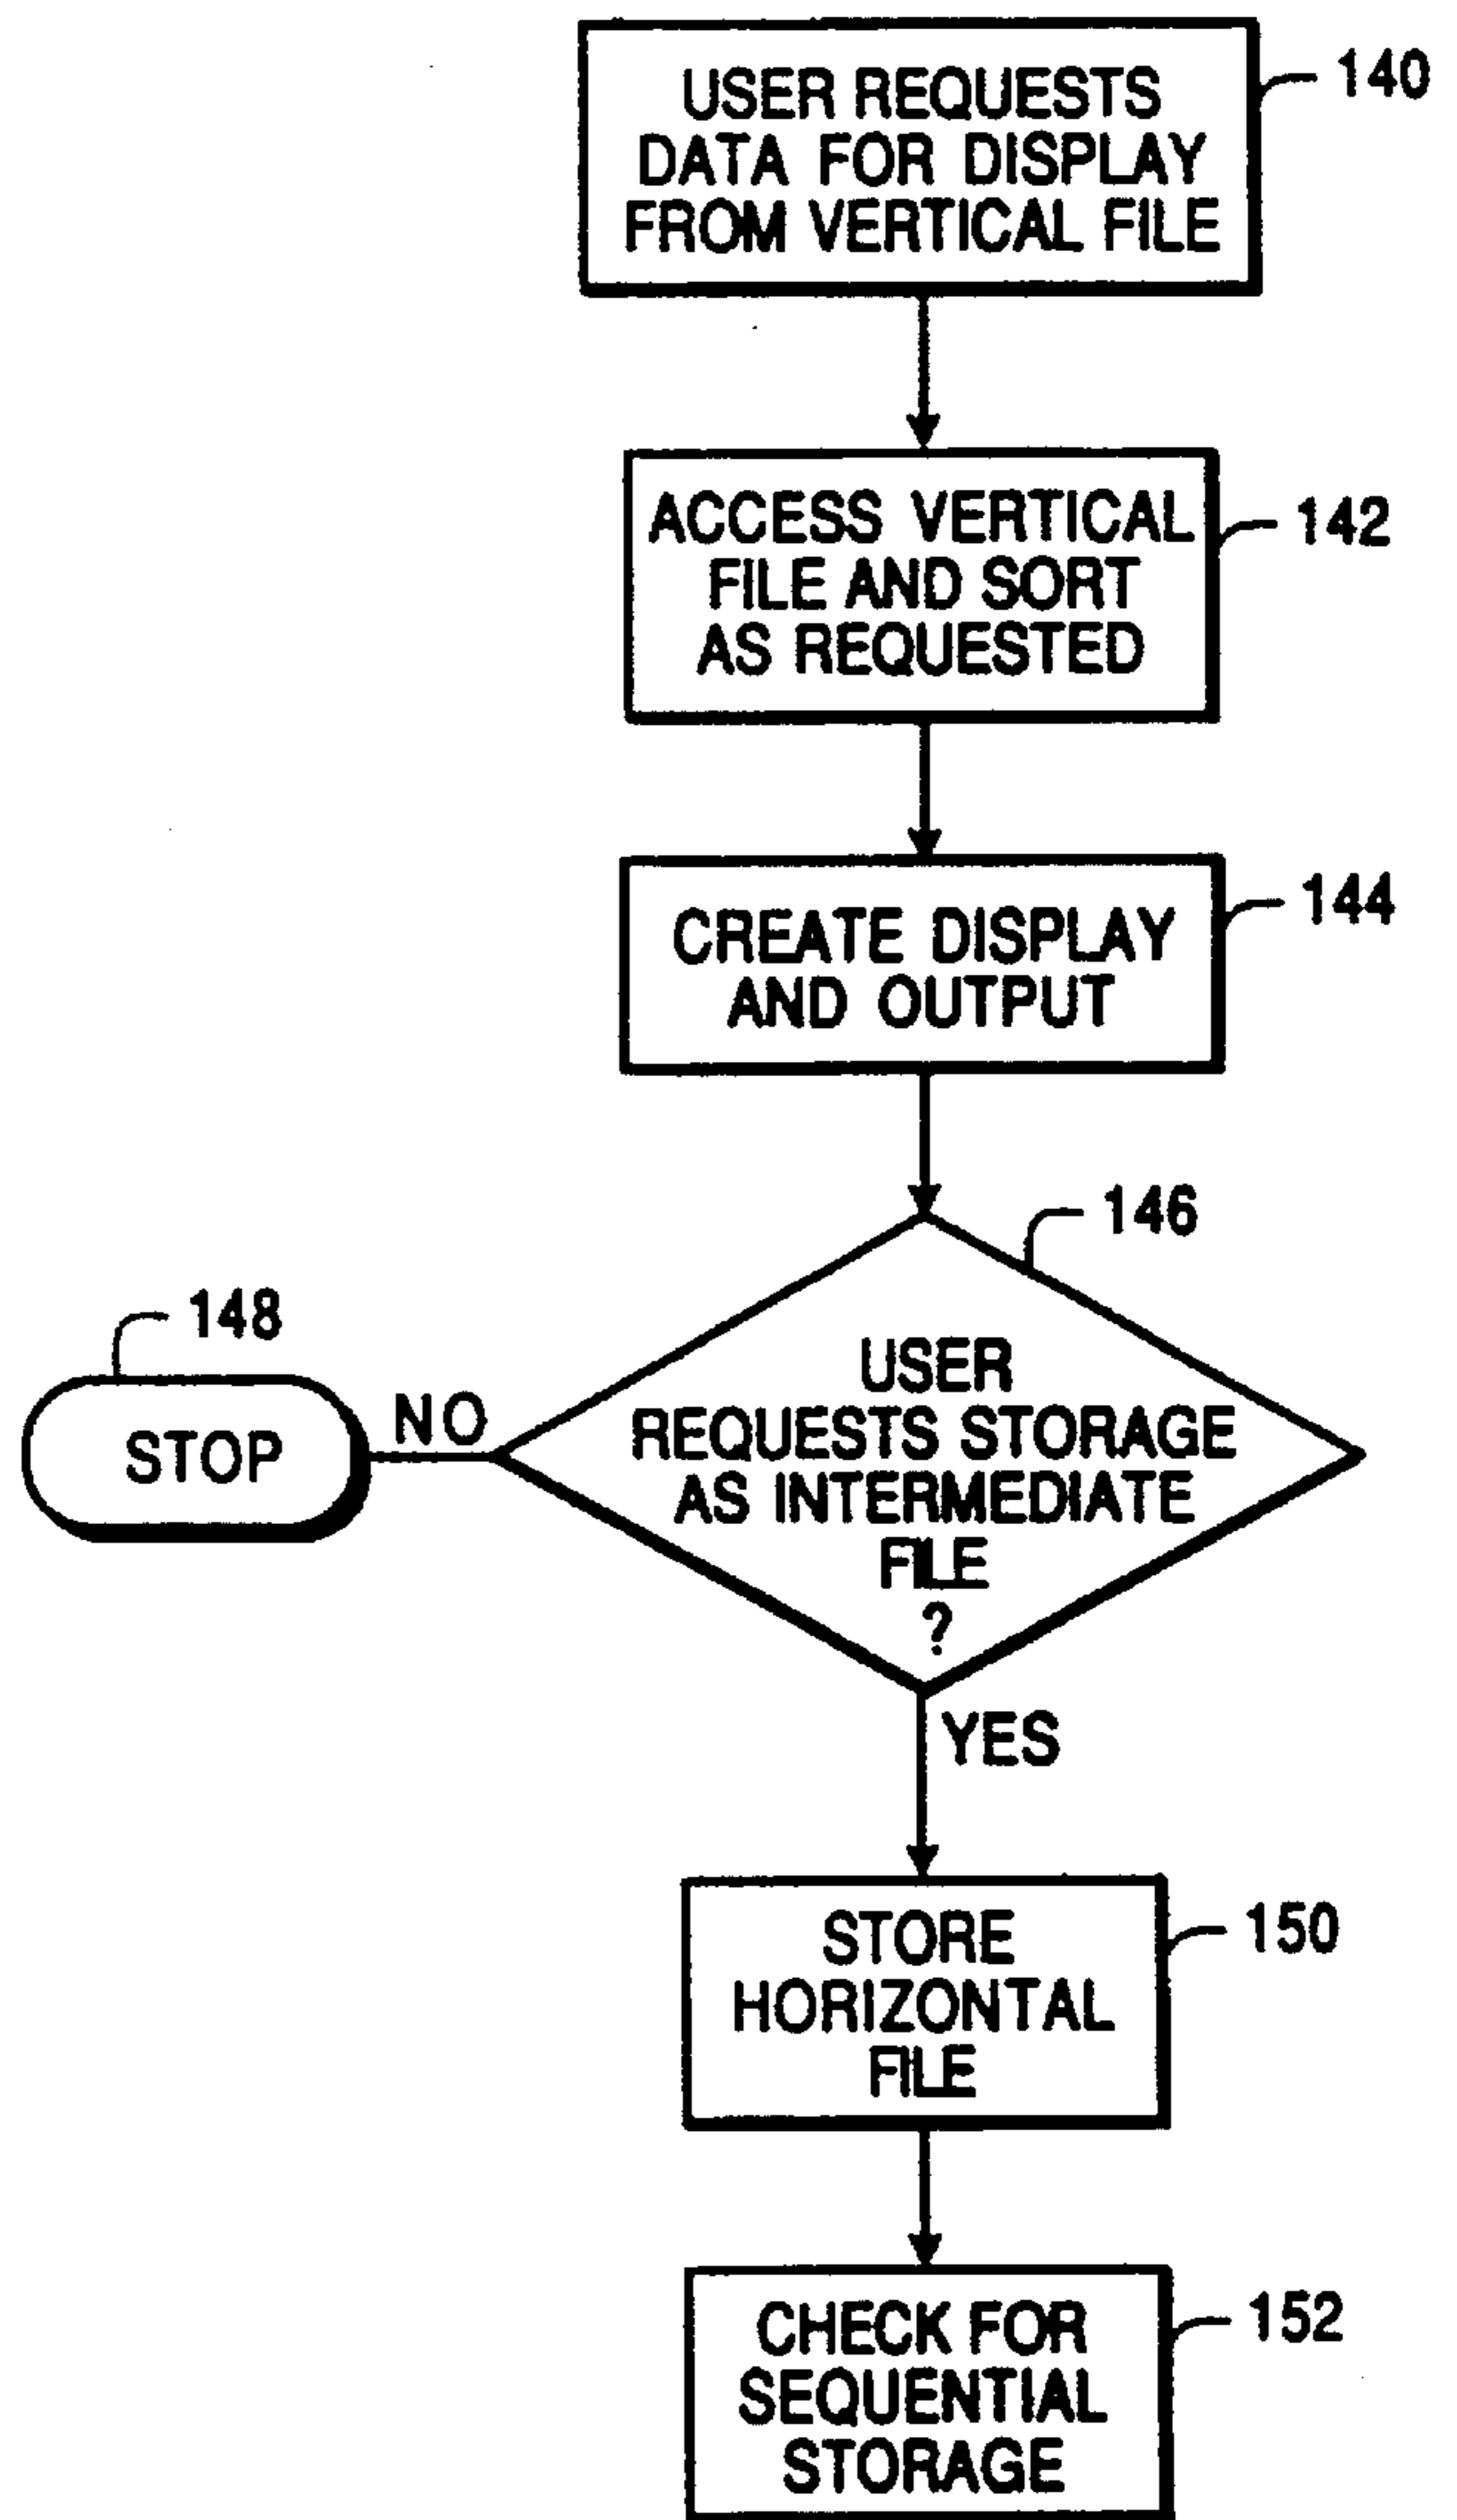 USER REQUESTS
DATA FOR DISPLAY
FROM VERTICAL FILE
140
ACCESS VERTICAL
FILE AND SORT
AS REQUESTED
142
CREATE DISPLAY
AND OUTPUT
144
146
USER
REQUESTS STORAGE
AS INTERMEDIATE
FILE
?
148
STOP
NO
YES
STORE
HORIZONTAL
FILE
150
CHECK FOR
SEQUENTIAL
STORAGE
152